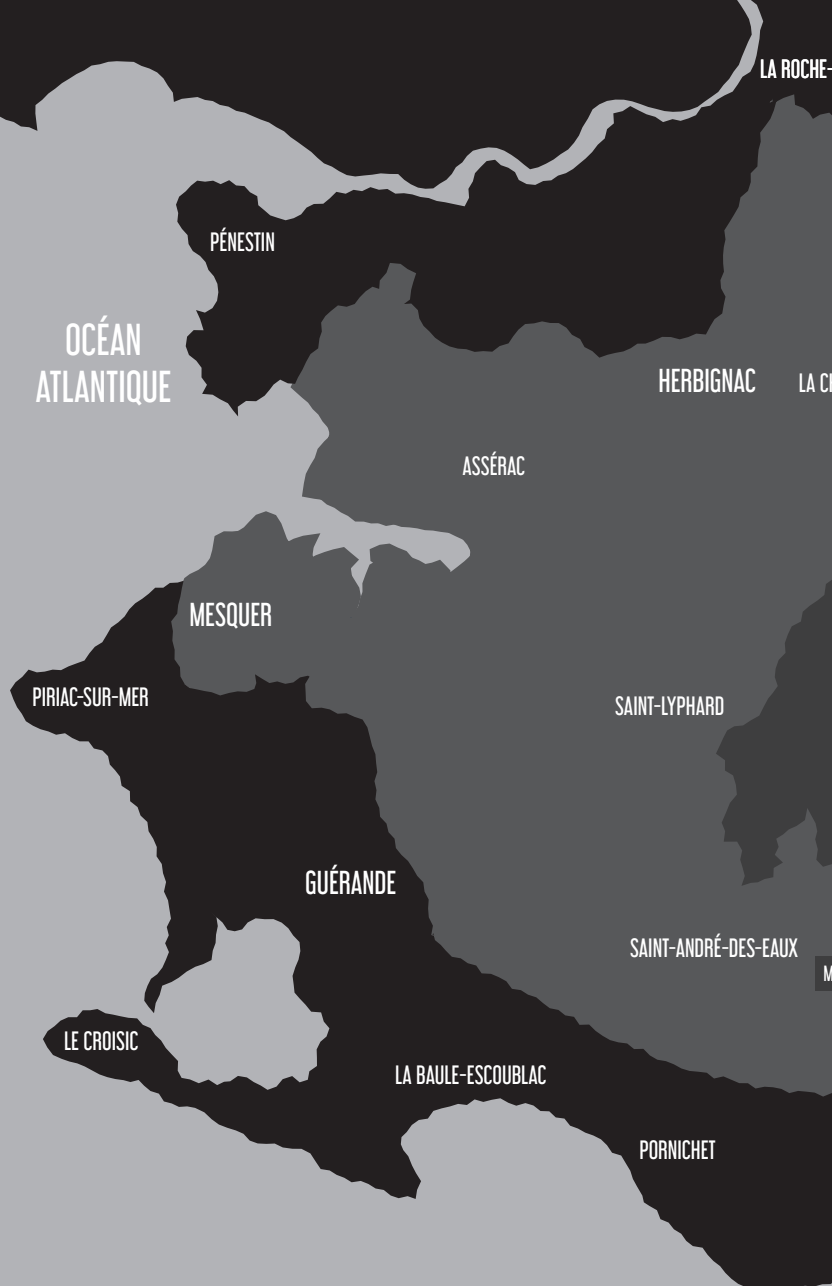 LA ROCHE-
PÉNESTIN
OCÉAN
ATLANTIQUE
HERBIGNAC
ASSÉRAC
MESQUER
PIRIAC-SUR-MER
SAINT-LYPHARD
GUÉRANDE
SAINT-ANDRÉ-DES-EAUX
LE CROISIC
LA BAULE-ESCOUBLAC
PORNICHET